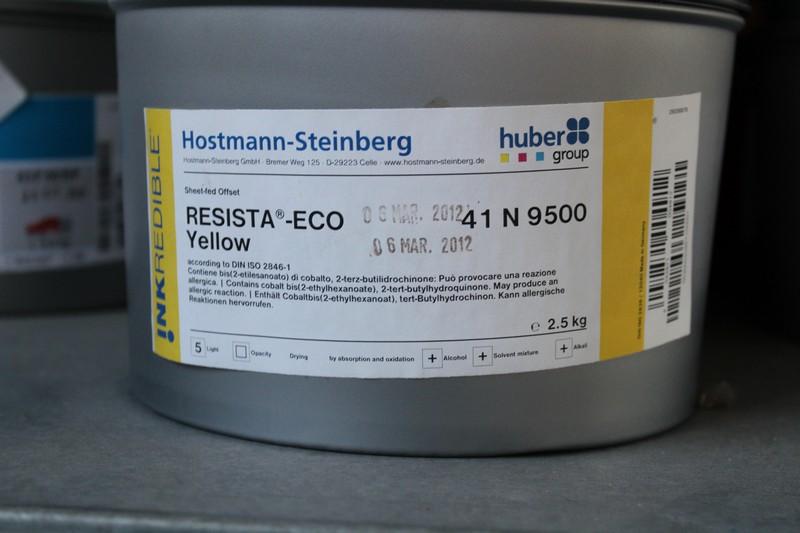 Hostmann-Steinberg
Hostmann-Steinberg GmbH · Bremer Weg 125 · D-29223 Celle · www.hostmann-steinberg.de
huber
group
INKREDIBLE®
Sheet-fed Offset
RESISTA®-ECO
06 MAR. 2012
41 N 9500
Yellow
06 MAR. 2012
according to DIN ISO 2846-1
Contiene bis(2-etilesanoato) di cobalto, 2-terz-butilidrochinone: Può provocare una reazione
allergica. | Contains cobalt bis(2-ethylhexanoate), 2-tert-butylhydroquinone. May produce an
allergic reaction. | Enthält Cobaltbis(2-ethylhexanoat), tert-Butylhydrochinon. Kann allergische
Reaktionen hervorrufen.
e 2.5 kg
5 Light
Opacity
Drying
by absorption and oxidation
+ Alcohol
+ Solvent mixture
+ Alkali
Made in Germany